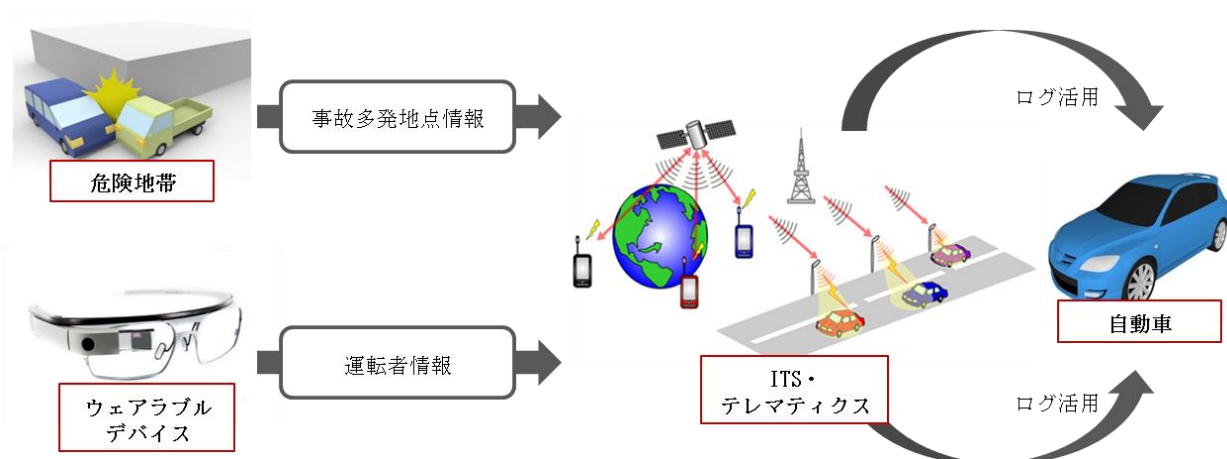 事故多発地点情報
危険地帯
ログ活用
自動車
運転者情報
ウェアラブル
デバイス
ITS・
テレマティクス
ログ活用